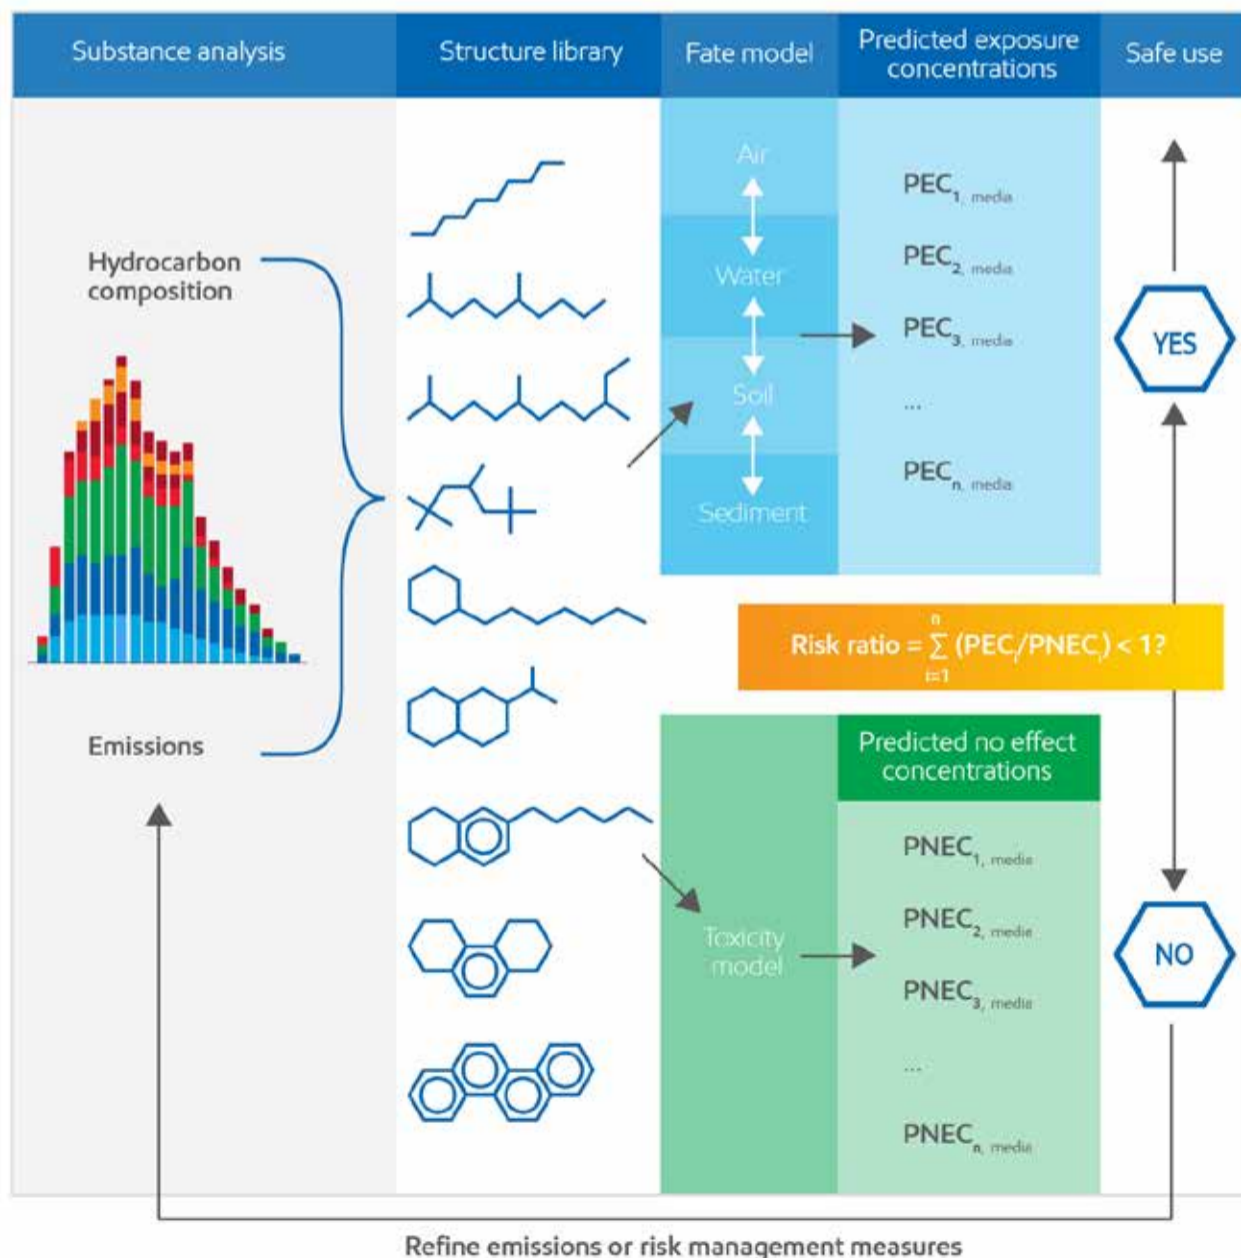 Substance analysis
Structure library
Fate model
Predicted exposure
concentrations
Safe use
Hydrocarbon
composition
Emissions
Air
Water
Soil
Sediment
PEC1, media
PEC2, media
PEC3, media
...
PECn, media
YES
Risk ratio = n∑i=1 (PECi/PNECi) < 1?
Toxicity
model
Predicted no effect
concentrations
PNEC1, media
PNEC2, media
PNEC3, media
...
PNECn, media
NO
Refine emissions or risk management measures